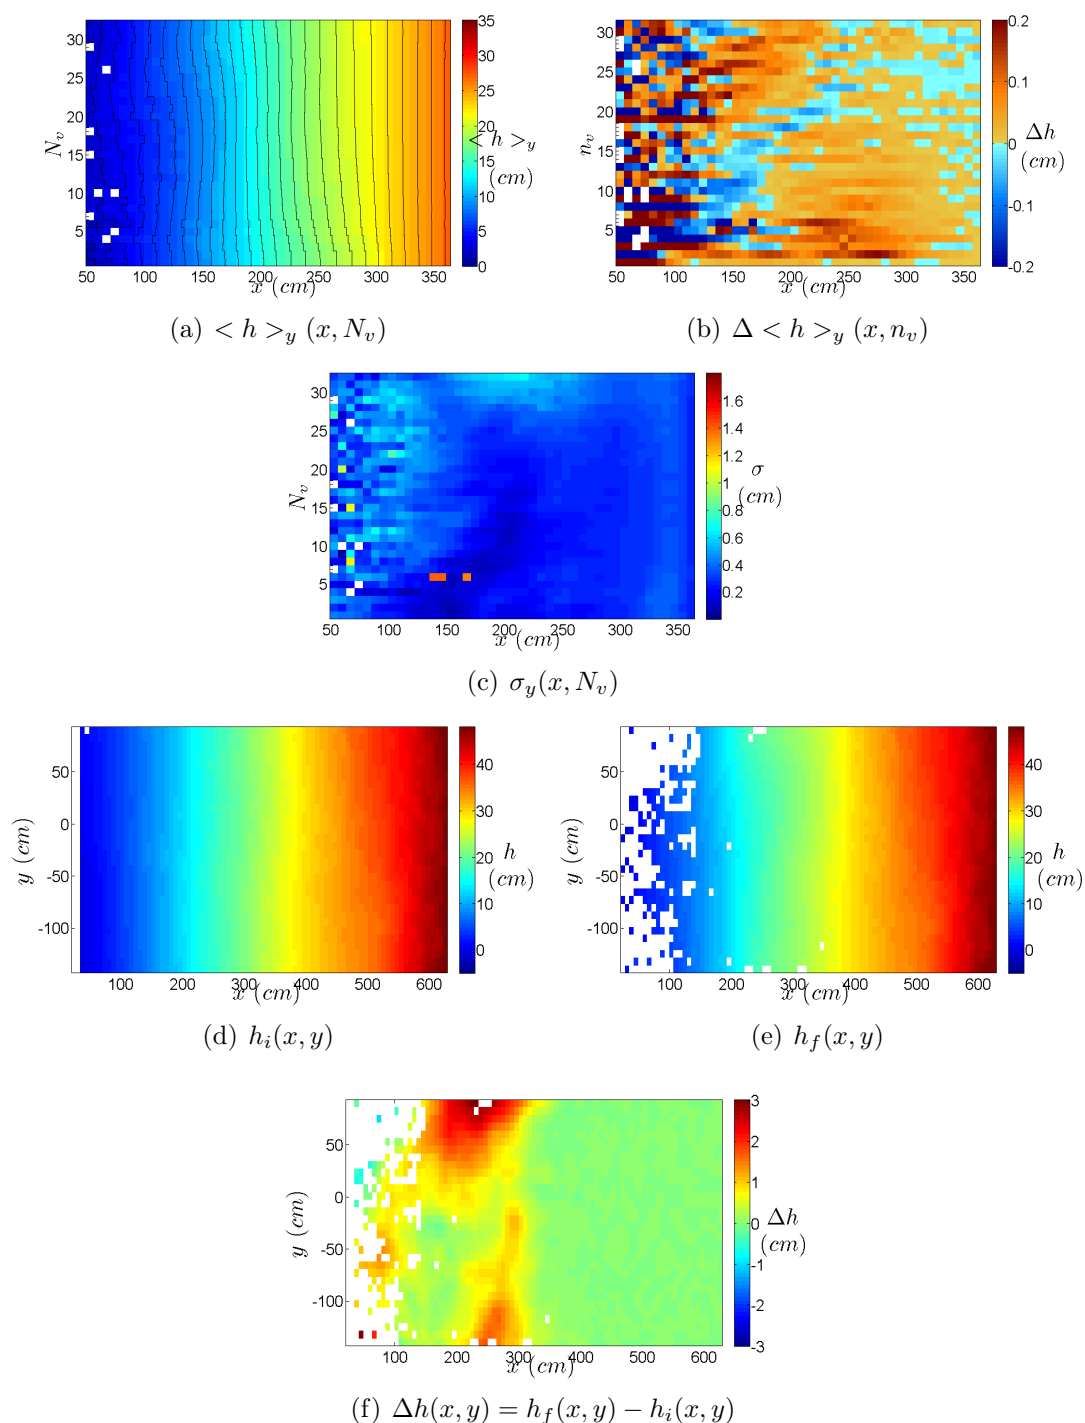 30
25
20
15
10
5
N_v
50 100 150 200 250 300 350
x (cm)
35
30
25
20
15
10
5
0
< h >_y
(cm)
(a) < h >_y (x, N_v)
30
25
20
15
10
5
n_v
50 100 150 200 250 300 350
x (cm)
0.2
0.1
0
-0.1
-0.2
Δh
(cm)
(b) Δ < h >_y (x, n_v)
30
25
20
15
10
5
N_v
50 100 150 200 250 300 350
x (cm)
1.6
1.4
1.2
1
0.8
0.6
0.4
0.2
σ
(cm)
(c) σ_y(x, N_v)
50
0
-50
-100
y (cm)
100 200 300 400 500 600
x (cm)
40
30
20
10
0
h
(cm)
(d) h_i(x, y)
50
0
-50
-100
y (cm)
100 200 300 400 500 600
x (cm)
40
30
20
10
0
h
(cm)
(e) h_f(x, y)
50
0
-50
-100
y (cm)
100 200 300 400 500 600
x (cm)
3
2
1
0
-1
-2
-3
Δh
(cm)
(f) Δh(x, y) = h_f(x, y) − h_i(x, y)